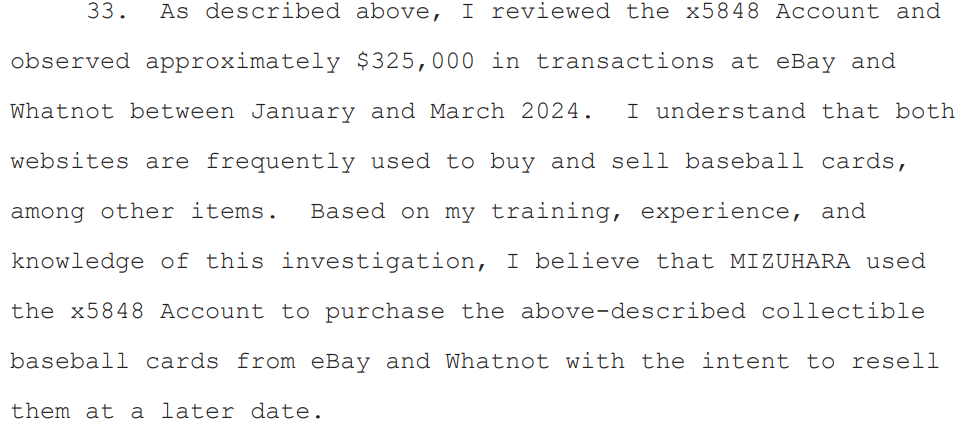 33.  As described above, I reviewed the x5848 Account and
observed approximately $325,000 in transactions at eBay and
Whatnot between January and March 2024.  I understand that both
websites are frequently used to buy and sell baseball cards,
among other items.  Based on my training, experience, and
knowledge of this investigation, I believe that MIZUHARA used
the x5848 Account to purchase the above-described collectible
baseball cards from eBay and Whatnot with the intent to resell
them at a later date.